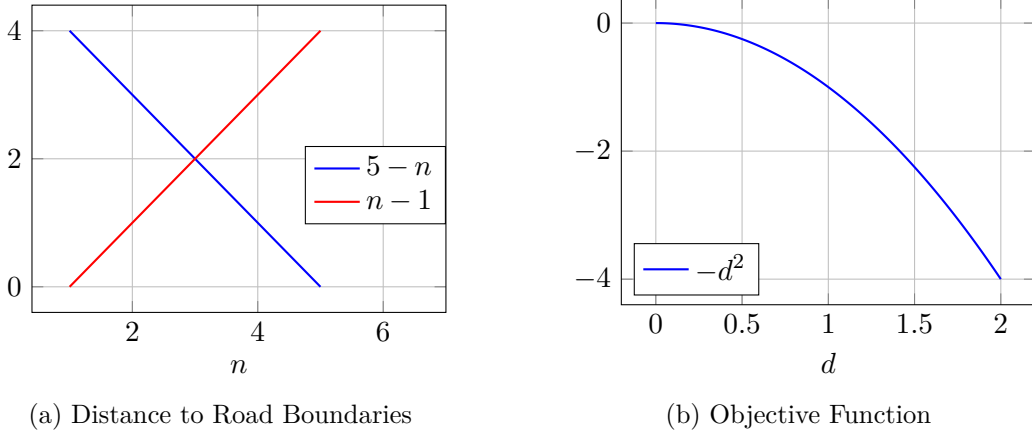 4
2
0
2 4 6
n
5 − n
n − 1
(a) Distance to Road Boundaries
−0
−2
−4
0 0.5 1 1.5 2
d
−d²
(b) Objective Function